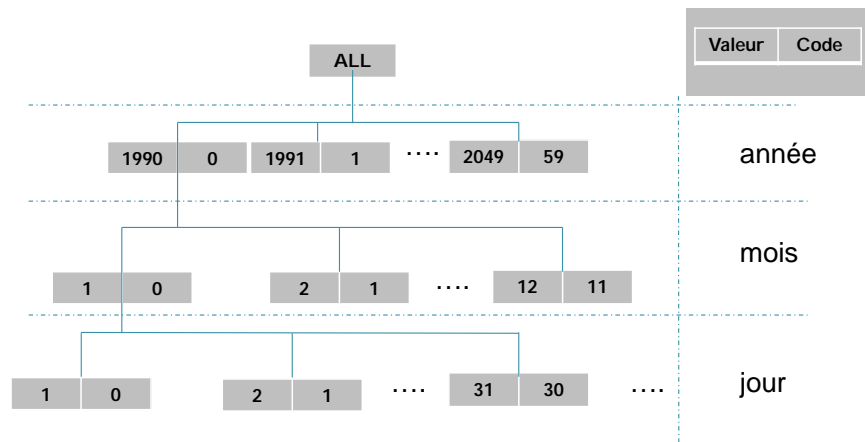 Valeur Code
ALL
1990 0 1991 1 .... 2049 59 année
1 0 2 1 .... 12 11 mois
1 0 2 1 .... 31 30 .... jour